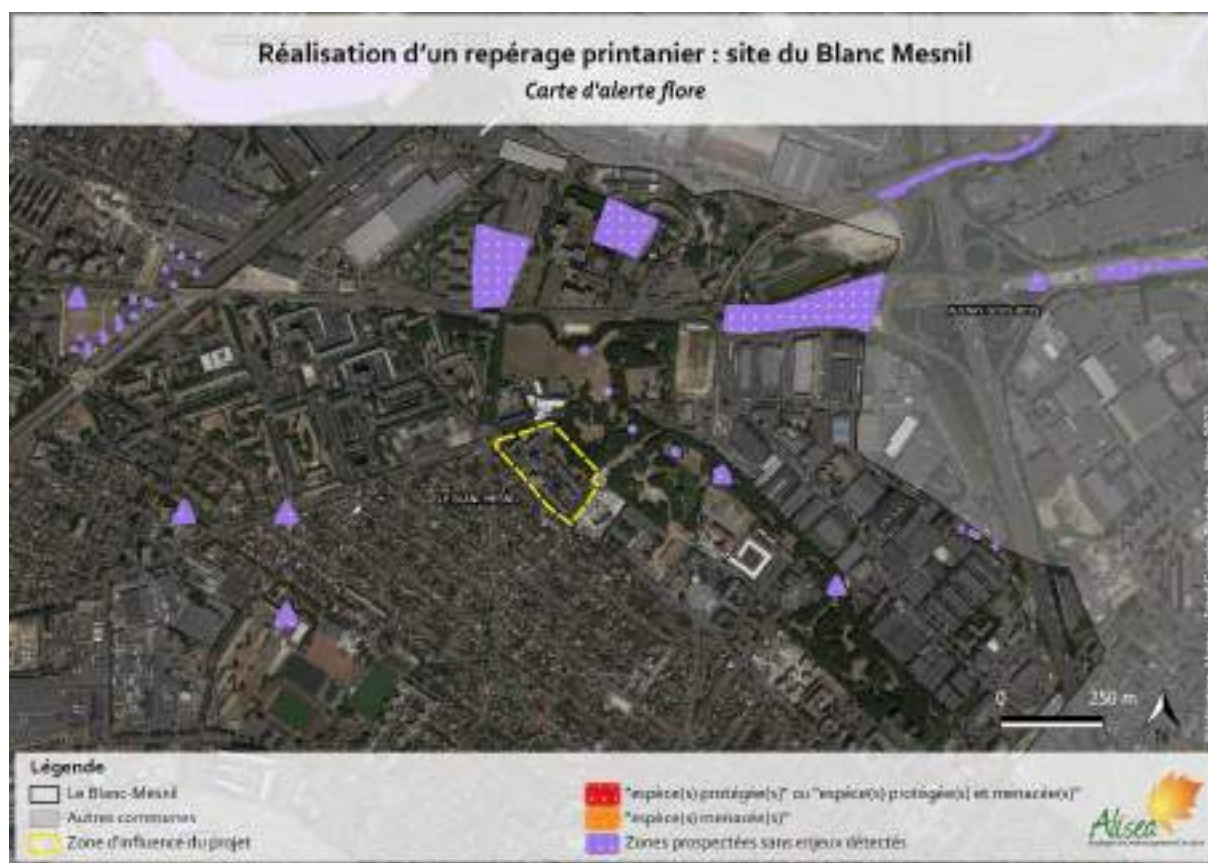 Réalisation d'un repérage printanier : site du Blanc Mesnil
Carte d'alerte flore
0 250 m
Légende
Le Blanc-Mesnil
Autres communes
Zone d'influence du projet
"espèce(s) protégée(s)" ou "espèce(s) protégée(s) et menacée(s)"
"espèce(s) menacée(s)"
Zones prospectées sans enjeux détectés
Alisea